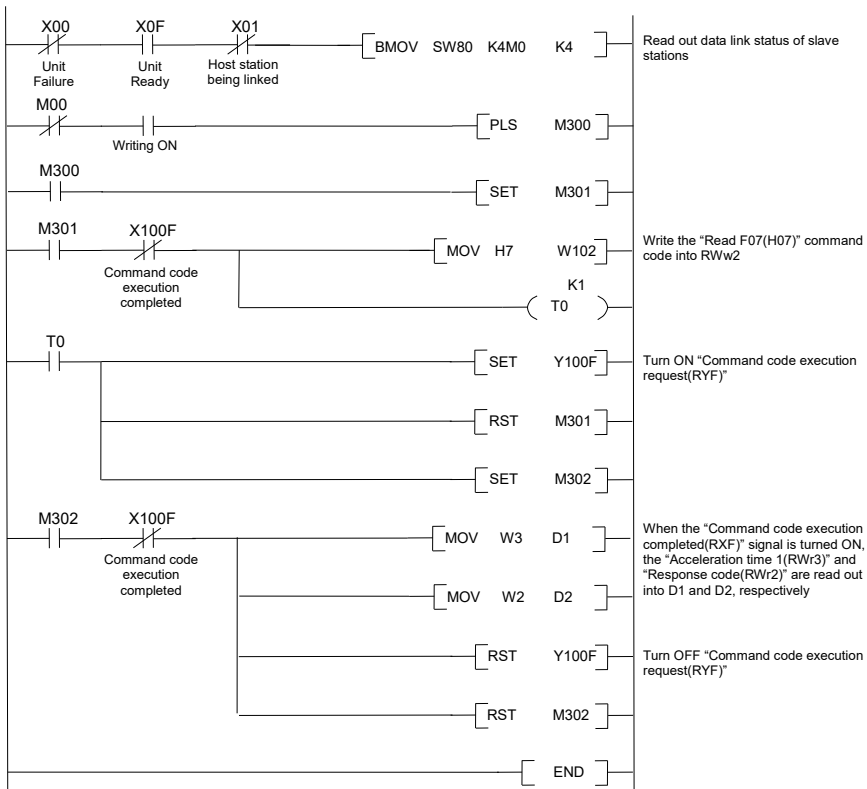 X00 X0F X01
BMOV SW80 K4M0 K4
Read out data link status of slave
stations
Unit
Failure
Unit
Ready
Host station
being linked
M00
Writing ON
PLS M300
M300
SET M301
M301 X100F
MOV H7 W102
Write the “Read F07(H07)” command
code into RWw2
Command code
execution
completed
K1
T0
T0
SET Y100F
Turn ON “Command code execution
request(RYF)”
RST M301
SET M302
M302 X100F
MOV W3 D1
When the “Command code execution
completed(RXF)” signal is turned ON,
the “Acceleration time 1(RWr3)” and
“Response code(RWr2)” are read out
into D1 and D2, respectively
Command code
execution
completed
MOV W2 D2
RST Y100F
Turn OFF “Command code execution
request(RYF)”
RST M302
END